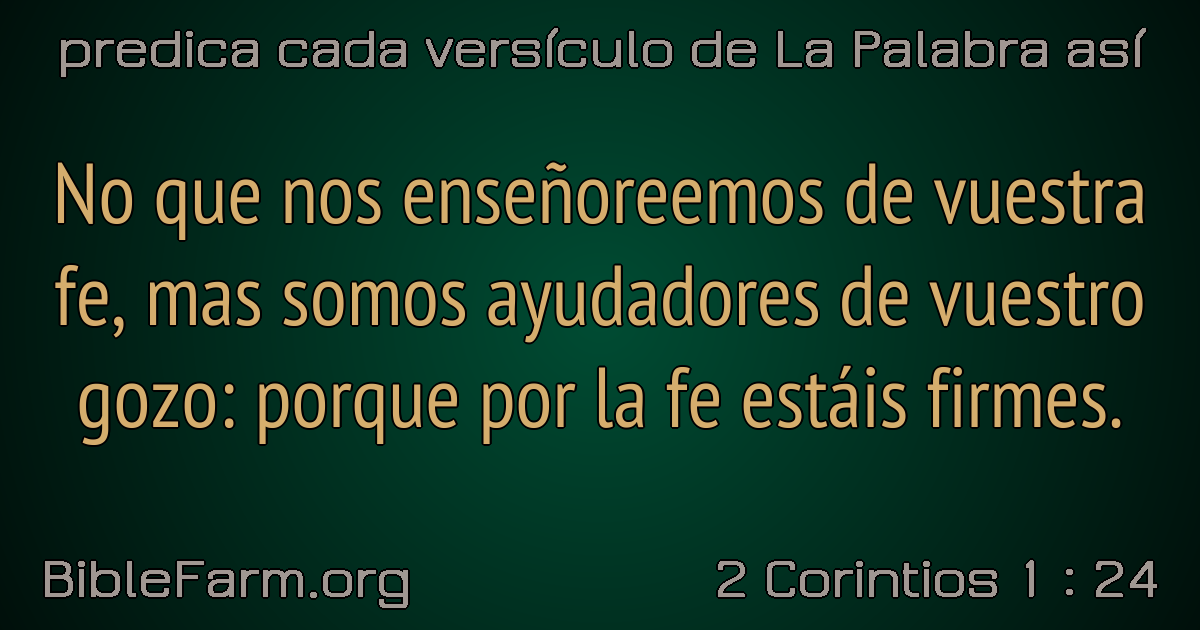 predica cada versículo de La Palabra así
No que nos enseñoreemos de vuestra
fe, mas somos ayudadores de vuestro
gozo: porque por la fe estáis firmes.
BibleFarm.org
2 Corintios 1 : 24